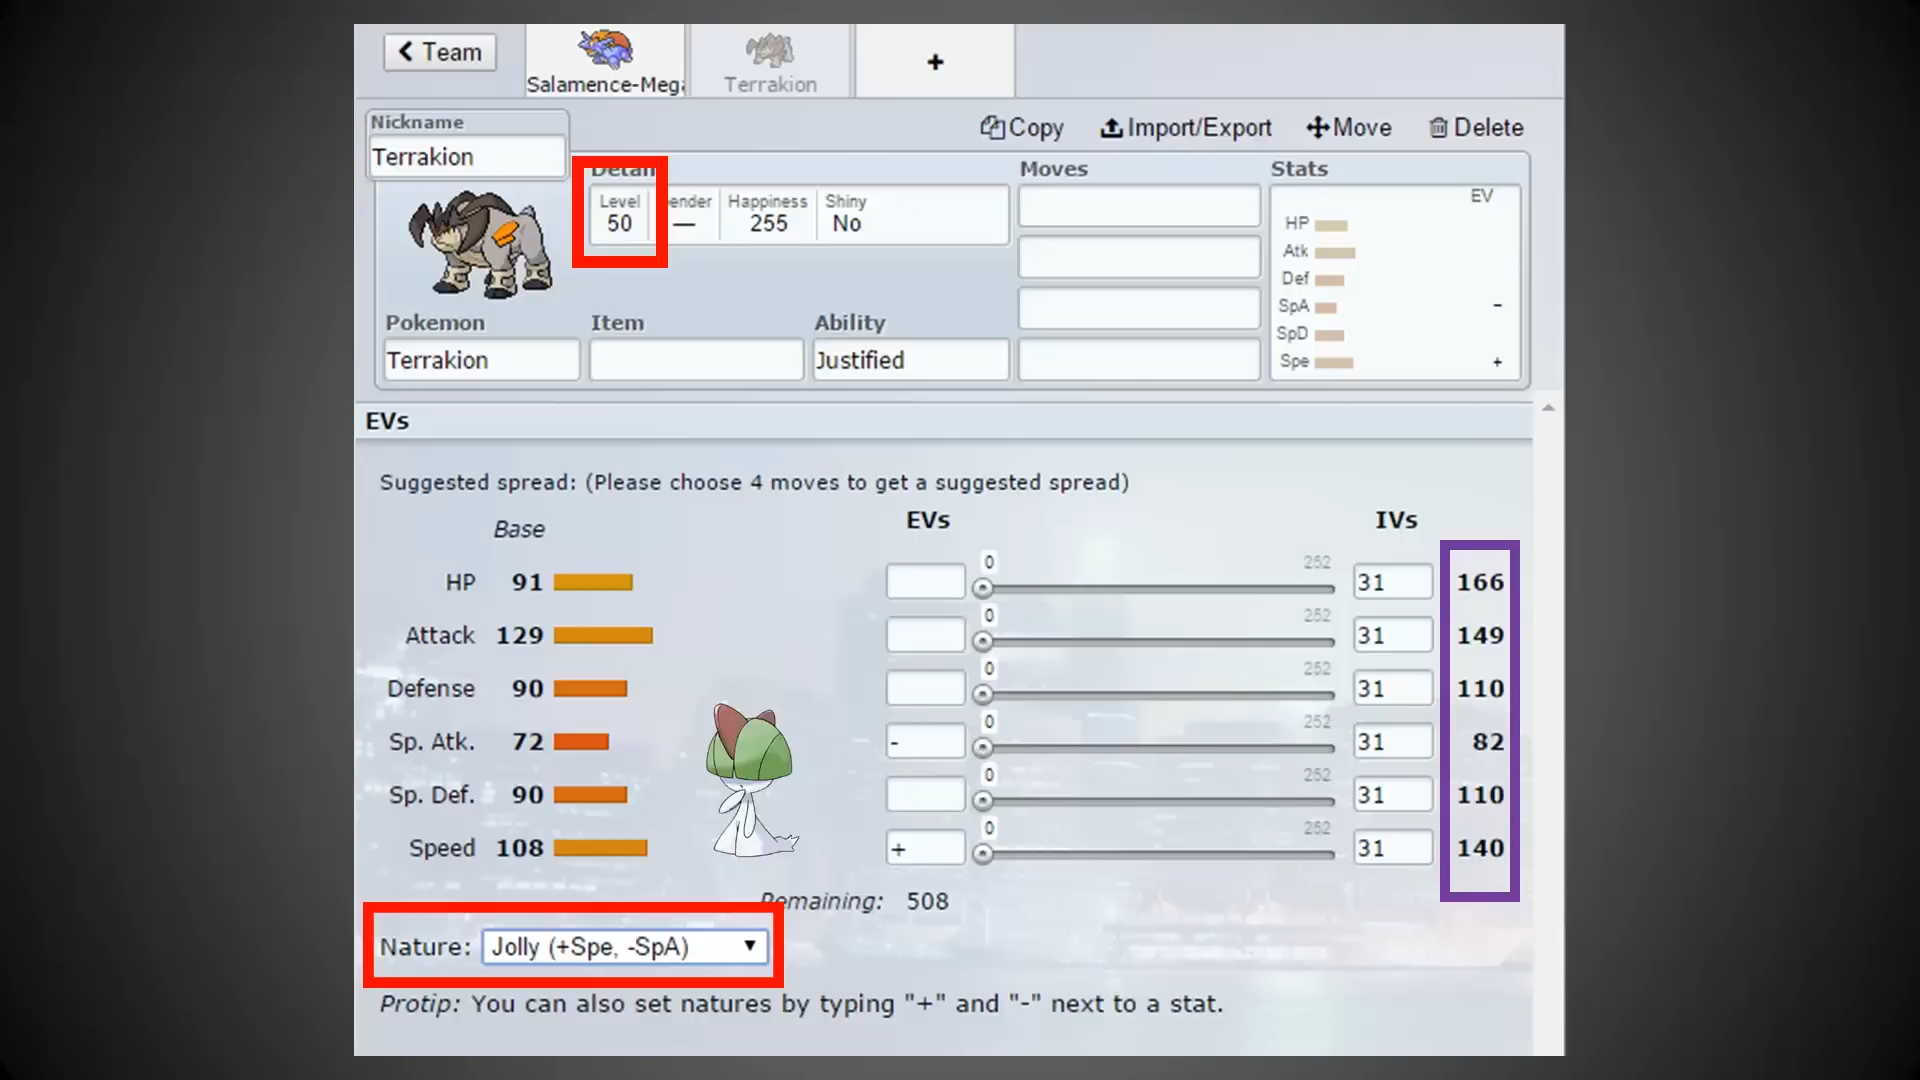 Team
Salamence-Mega
Terrakion
+
Copy
Import/Export
Move
Delete
Nickname
Terrakion
Level
50
ender
—
Happiness
255
Shiny
No
Pokemon
Terrakion
Item
Ability
Justified
Moves
Stats
EV
HP
Atk
Def
SpA -
SpD
Spe +
EVs
Suggested spread: (Please choose 4 moves to get a suggested spread)
Base EVs IVs
HP 91 0 252 31 166
Attack 129 0 252 31 149
Defense 90 0 252 31 110
Sp. Atk. 72 - 0 252 31 82
Sp. Def. 90 0 252 31 110
Speed 108 + 0 252 31 140
Remaining: 508
Nature: Jolly (+Spe, -SpA)
Protip: You can also set natures by typing "+" and "-" next to a stat.